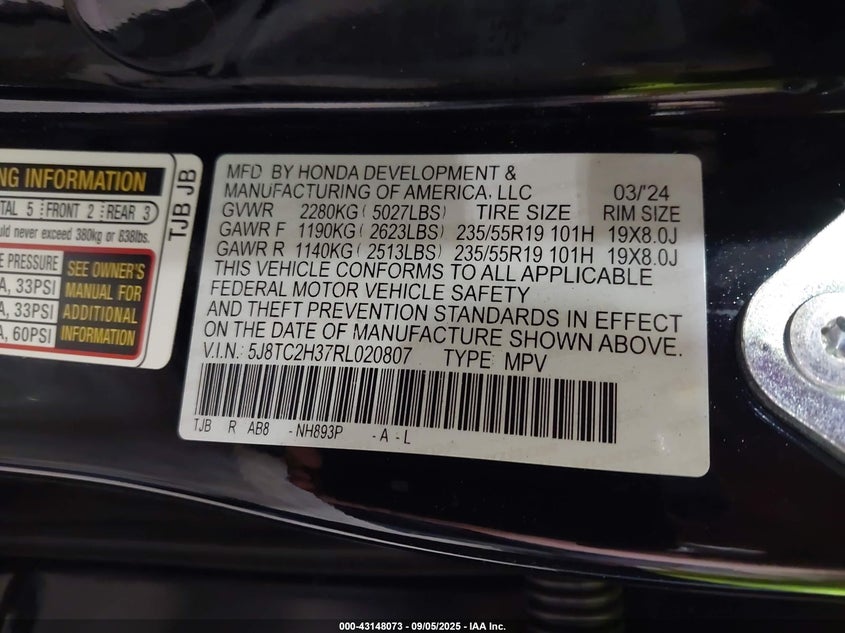 NG INFORMATION
TAL 5 FRONT 2 REAR 3
uld never exceed 380kg or 838lbs.
E PRESSURE
A, 33PSI
A, 33PSI
A, 60PSI
SEE OWNER'S
MANUAL FOR
ADDITIONAL
INFORMATION
TJB JB
MFD BY HONDA DEVELOPMENT &
MANUFACTURING OF AMERICA, LLC 03/'24
GVWR 2280KG ( 5027LBS) TIRE SIZE RIM SIZE
GAWR F 1190KG ( 2623LBS) 235/55R19 101H 19X8.0J
GAWR R 1140KG ( 2513LBS) 235/55R19 101H 19X8.0J
THIS VEHICLE CONFORMS TO ALL APPLICABLE
FEDERAL MOTOR VEHICLE SAFETY
AND THEFT PREVENTION STANDARDS IN EFFECT
ON THE DATE OF MANUFACTURE SHOWN ABOVE.
V.I.N.: 5J8TC2H37RL020807 TYPE: MPV
TJB R AB8 -NH893P -A-L
000-43148073 - 09/05/2025 - IAA Inc.